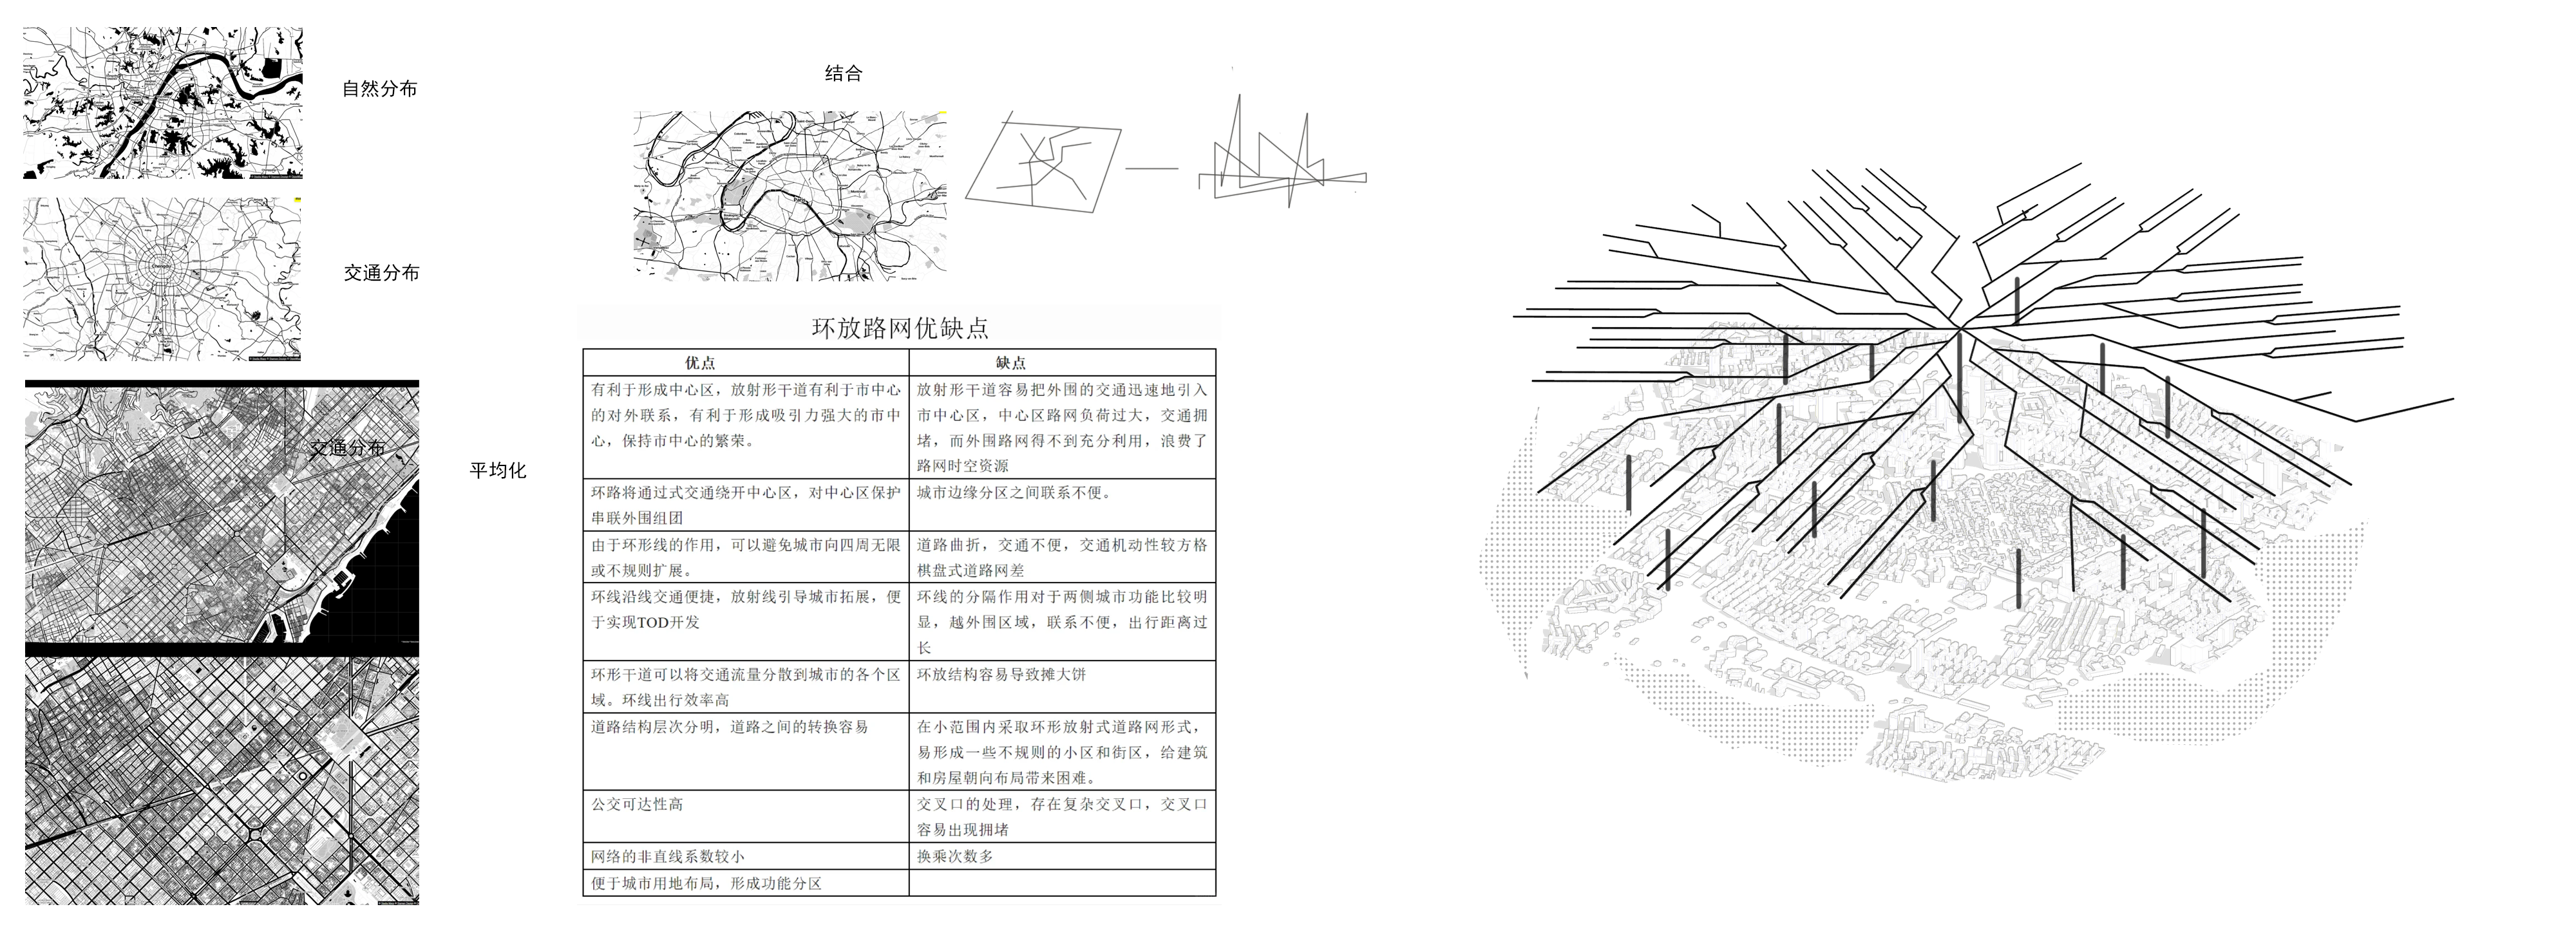 自然分布
交通分布
交通分布
平均化
结合
环放路网优缺点
优点
缺点
有利于形成中心区，放射形干道有利于市中心
的对外联系，有利于形成吸引力强大的市中
心，保持市中心的繁荣。
放射形干道容易把外围的交通迅速地引入
市中心区，中心区路网负荷过大，交通拥
堵，而外围路网得不到充分利用，浪费了
路网时空资源
环路将通过式交通绕开中心区，对中心区保护
串联外围组团
城市边缘分区之间联系不便。
由于环形线的作用，可以避免城市向四周无限
或不规则扩展。
道路曲折，交通不便，交通机动性较方格
棋盘式道路网差
环线沿线交通便捷，放射线引导城市拓展，便
于实现TOD开发
环线的分隔作用对于两侧城市功能比较明
显，越外围区域，联系不便，出行距离过
长
环形干道可以将交通流量分散到城市的各个区
域。环线出行效率高
环放结构容易导致摊大饼
道路结构层次分明，道路之间的转换容易
在小范围内采取环形放射式道路网形式，
易形成一些不规则的小区和街区，给建筑
和房屋朝向布局带来困难。
公交可达性高
交叉口的处理，存在复杂交叉口，交叉口
容易出现拥堵
网络的非直线系数较小
换乘次数多
便于城市用地布局，形成功能分区